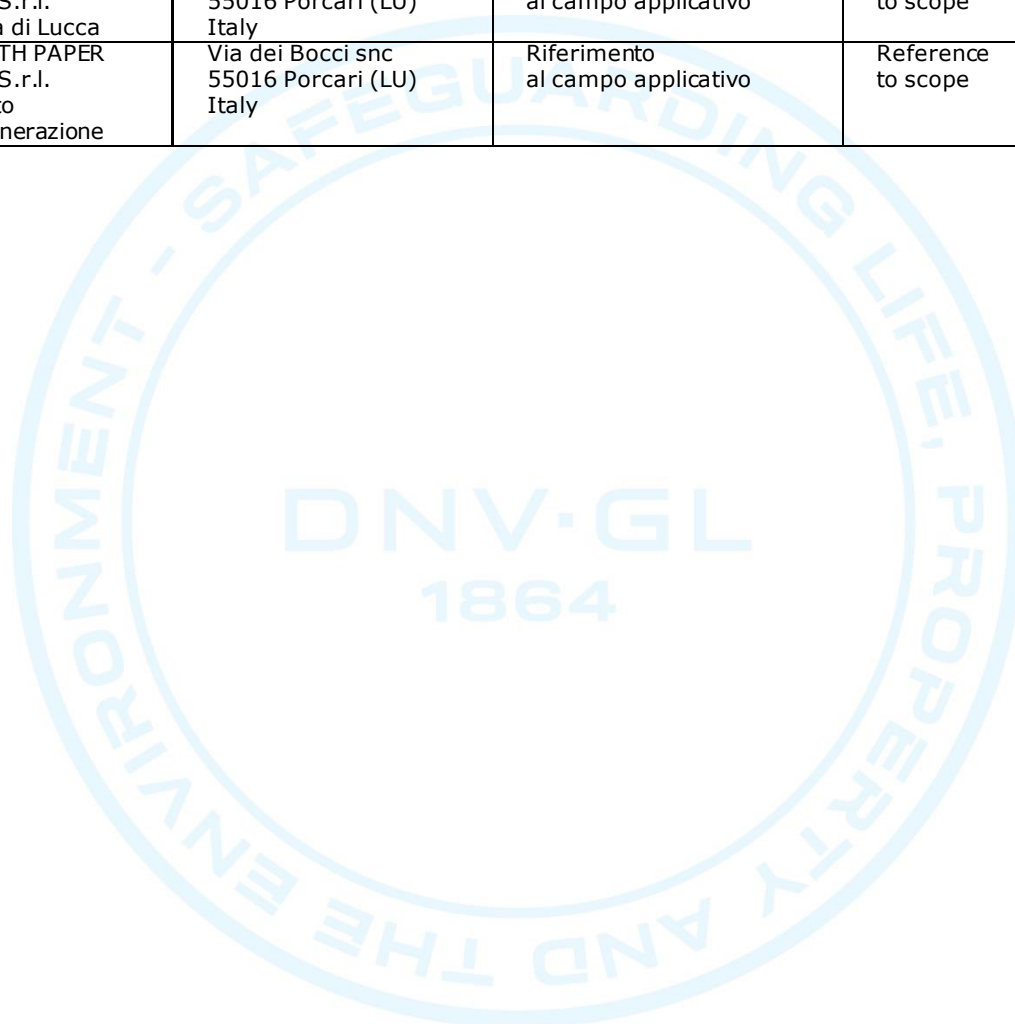 S.r.l.
a di Lucca
55016 Porcari (LU)
Italy
al campo applicativo
to scope
TH PAPER
S.r.l.
to
nerazione
Via dei Bocci snc
55016 Porcari (LU)
Italy
Riferimento
al campo applicativo
Reference
to scope
- SAFEGUARDING LIFE, PROPERTY AND THE ENVIRONMENT
DNV·GL
1864